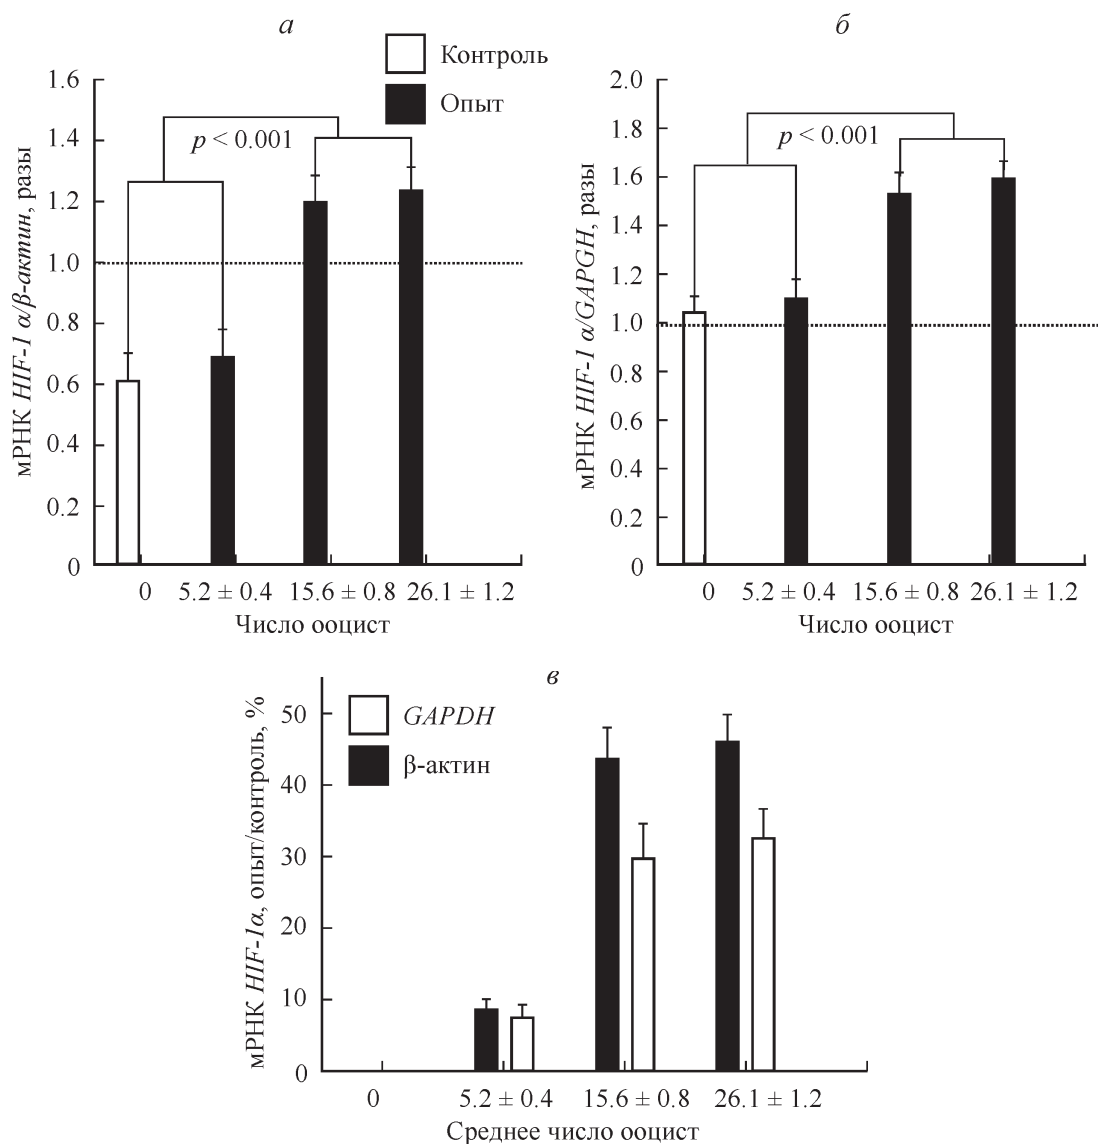 а
Контроль
Опыт
мРНК HIF-1 α/β-актин, разы
1.6
1.4
1.2
1.0
0.8
0.6
0.4
0.2
0
p < 0.001
0 5.2 ± 0.4 15.6 ± 0.8 26.1 ± 1.2
Число ооцист
б
мРНК HIF-1 α/GAPGH, разы
2.0
1.8
1.6
1.4
1.2
1.0
0.8
0.6
0.4
0.2
0
p < 0.001
0 5.2 ± 0.4 15.6 ± 0.8 26.1 ± 1.2
Число ооцист
в
GAPDH
β-актин
мРНК HIF-1α, опыт/контроль, %
50
40
30
20
10
0
0 5.2 ± 0.4 15.6 ± 0.8 26.1 ± 1.2
Среднее число ооцист